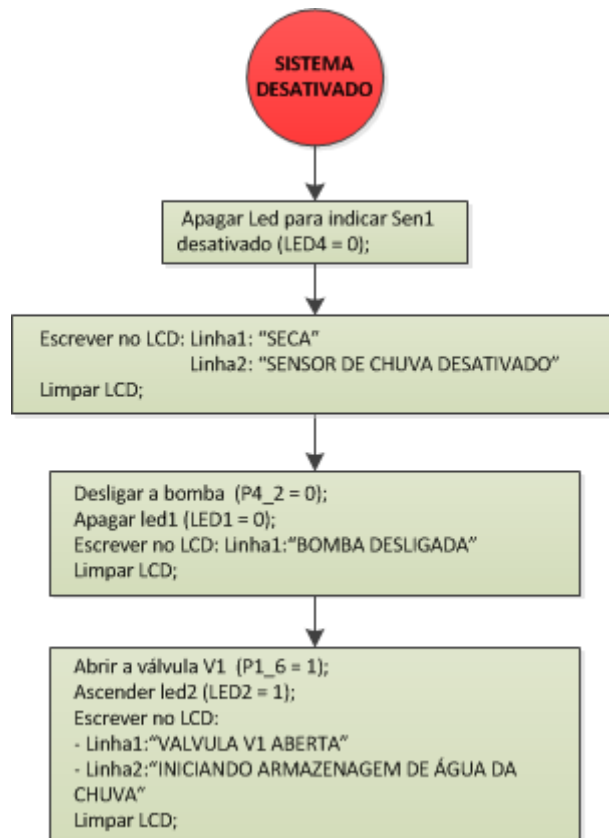 SISTEMA
DESATIVADO
Apagar Led para indicar Sen1
desativado (LED4 = 0);
Escrever no LCD: Linha1: “SECA”
Linha2: “SENSOR DE CHUVA DESATIVADO”
Limpar LCD;
Desligar a bomba (P4_2 = 0);
Apagar led1 (LED1 = 0);
Escrever no LCD: Linha1:“BOMBA DESLIGADA”
Limpar LCD;
Abrir a válvula V1 (P1_6 = 1);
Ascender led2 (LED2 = 1);
Escrever no LCD:
- Linha1:“VALVULA V1 ABERTA”
- Linha2:“INICIANDO ARMAZENAGEM DE ÁGUA DA
CHUVA”
Limpar LCD;